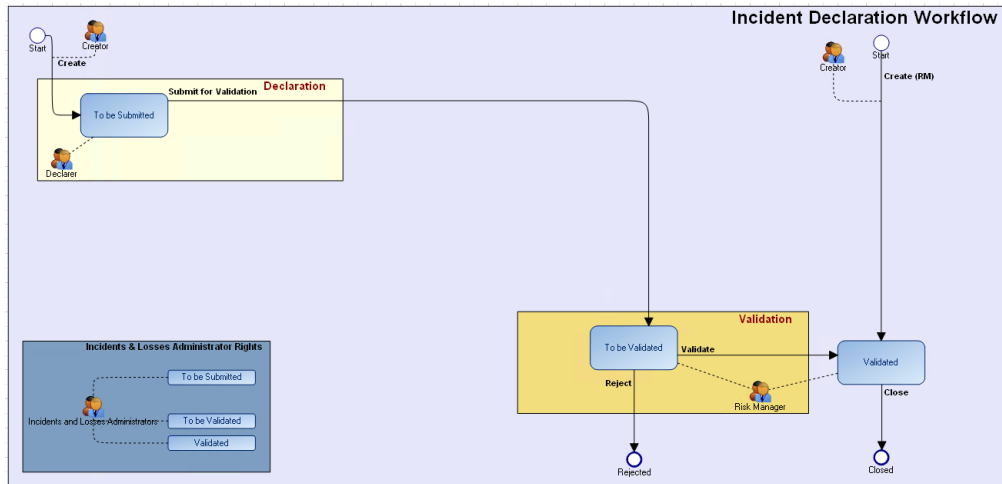 Incident Declaration Workflow
Start
Creator
Create
Declaration
Submit for Validation
To be Submitted
Declarer
Start
Creator
Create (RM)
Validation
To be Validated
Validate
Validated
Reject
Risk Manager
Close
Rejected
Closed
Incidents & Losses Administrator Rights
To be Submitted
Incidents and Losses Administrators
To be Validated
Validated